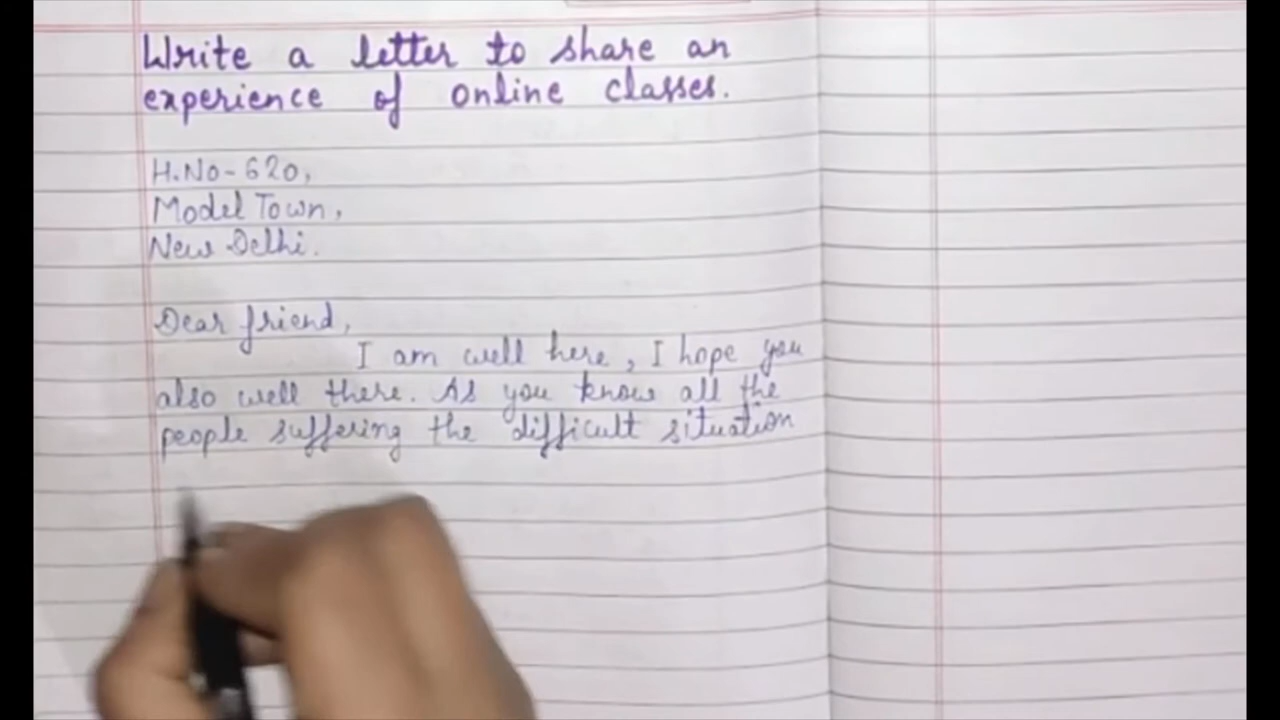 Write a letter to share an
experience of online classes.
H.No-620,
Model Town,
New Delhi.
Dear friend,
I am well here, I hope you
also well there. As you know all the
people suffering the difficult situation